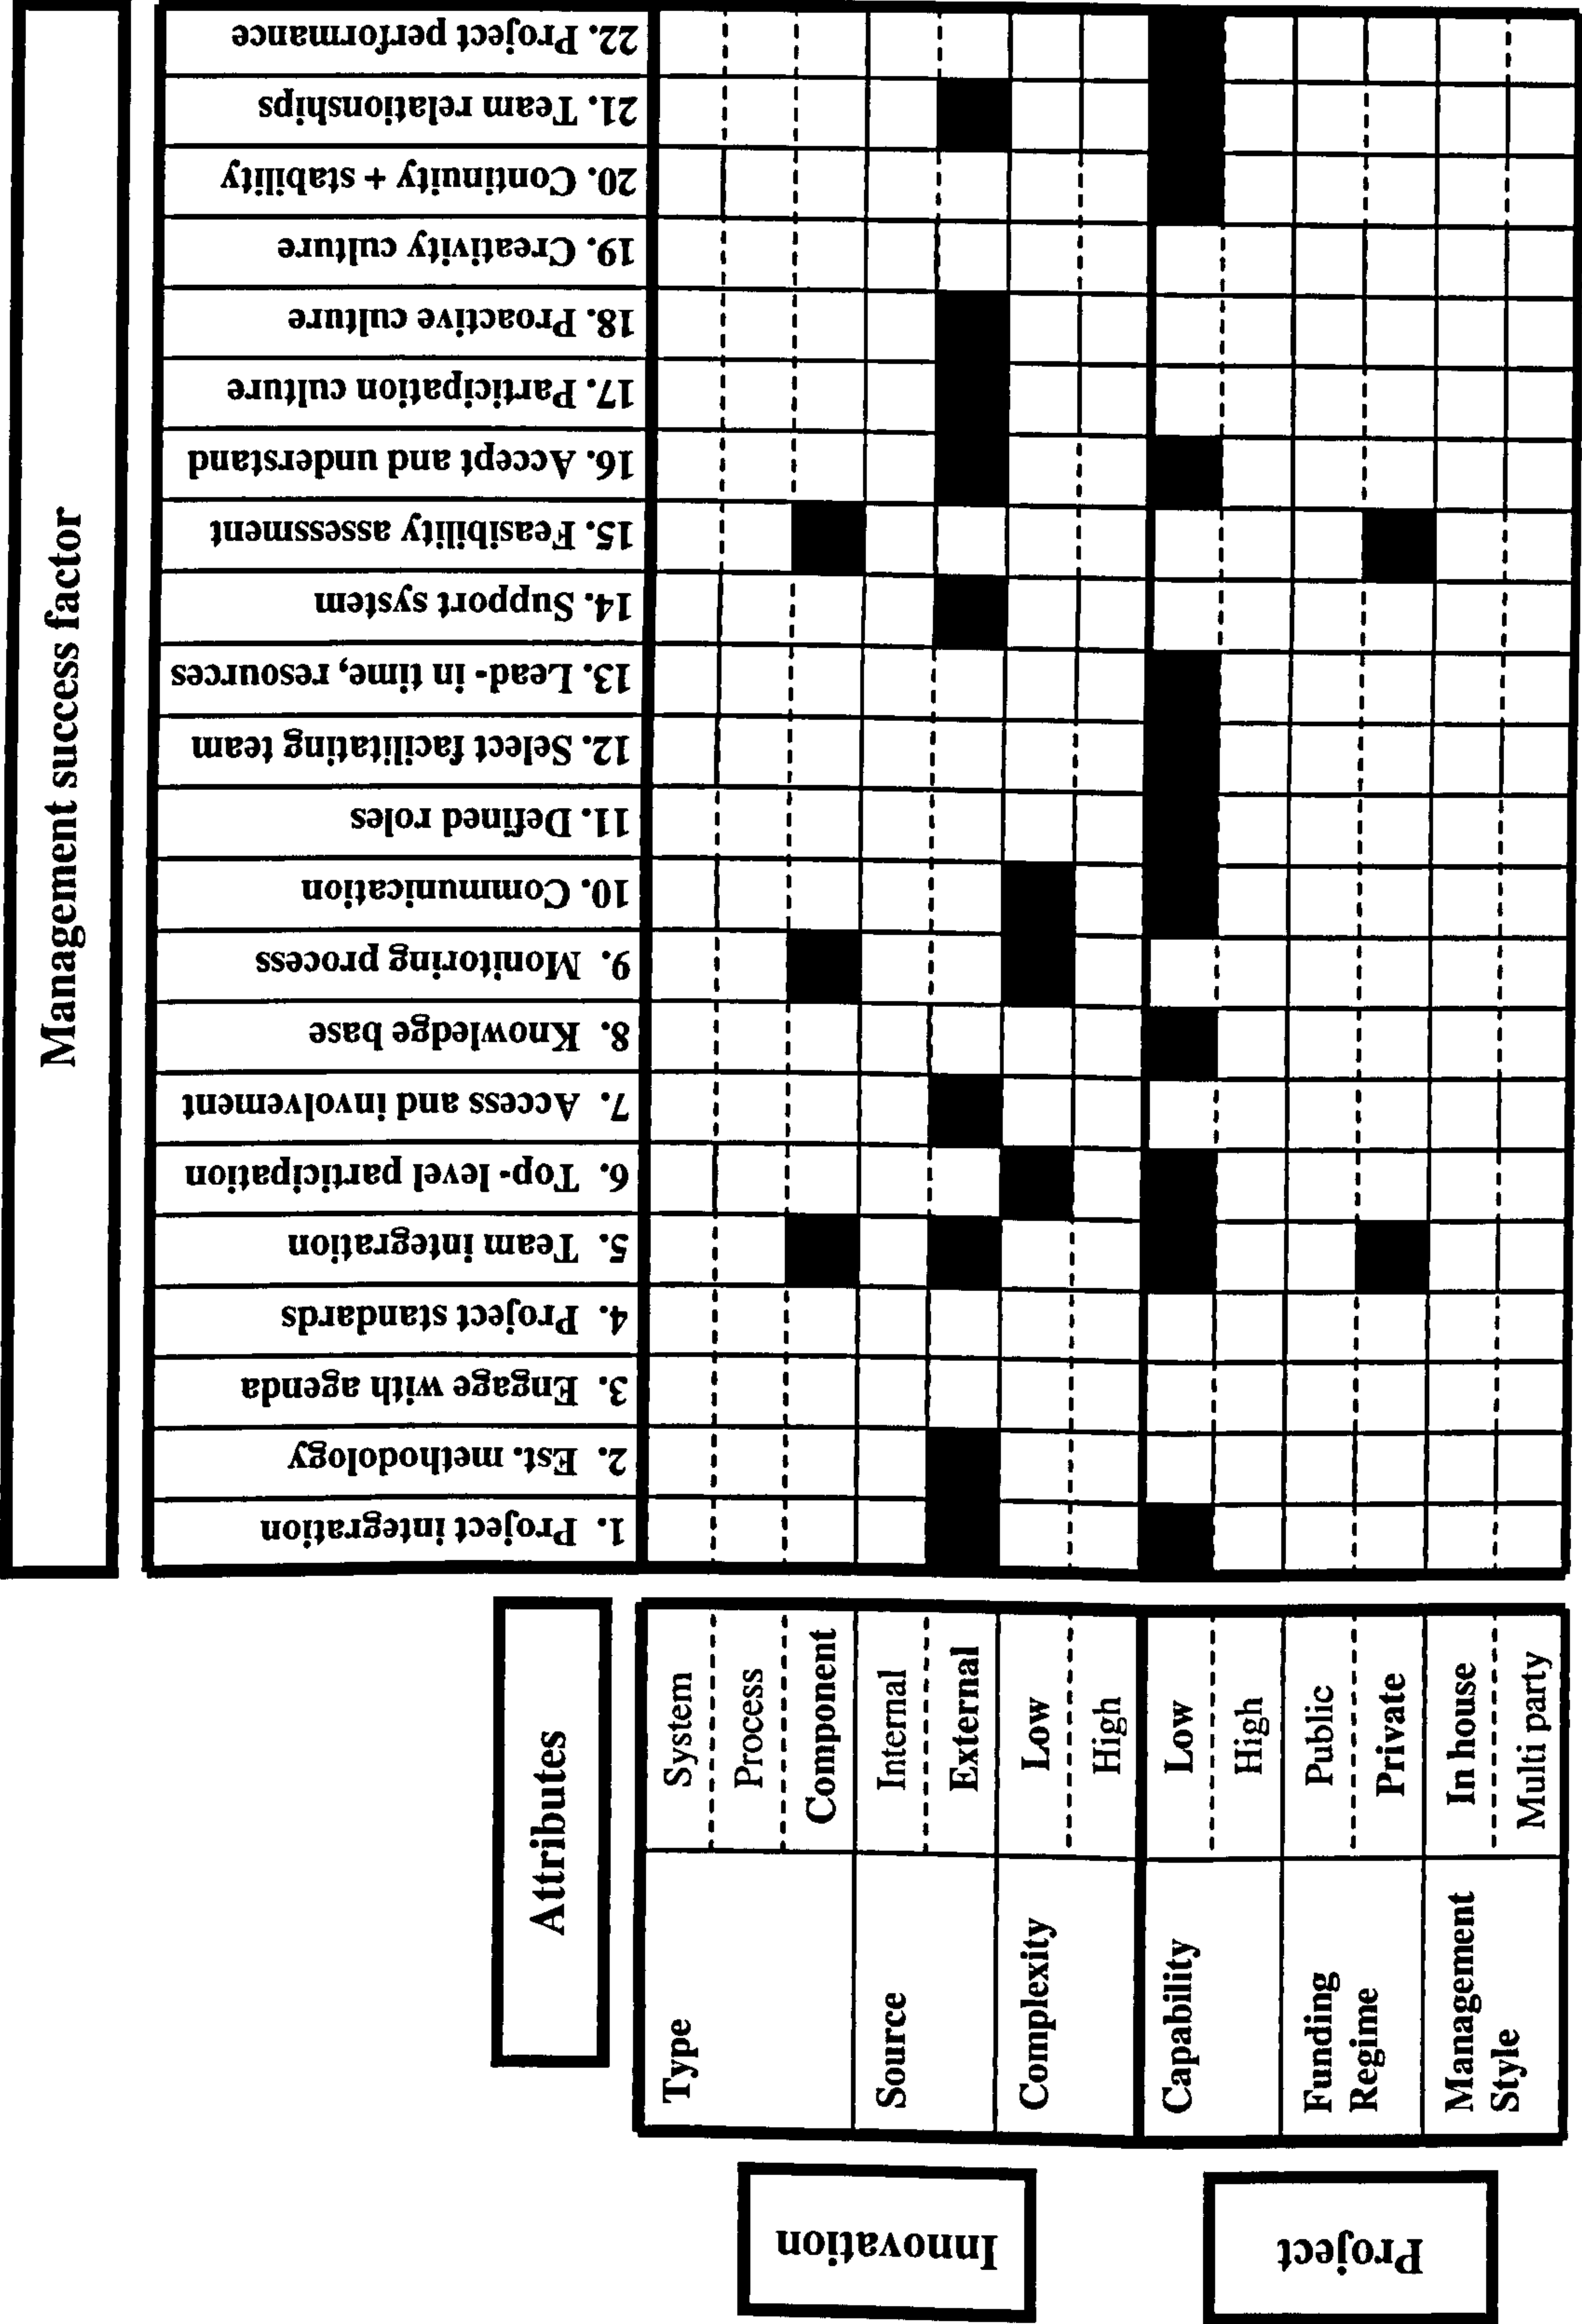 Management success factor
1. Project integration
2. Est. methodology
3. Engage with agenda
4. Project standards
5. Team integration
6. Top- level participation
7. Access and involvement
8. Knowledge base
9. Monitoring process
10. Communication
11. Defined roles
12. Select facilitating team
13. Lead- in time, resources
14. Support system
15. Feasibility assessment
16. Accept and understand
17. Participation culture
18. Proactive culture
19. Creativity culture
20. Continuity + stability
21. Team relationships
22. Project performance
Attributes
Innovation
Type
System
Process
Component
Source
Internal
External
Complexity
Low
High
Project
Capability
Low
High
Funding
Regime
Public
Private
Management
Style
In house
Multi party